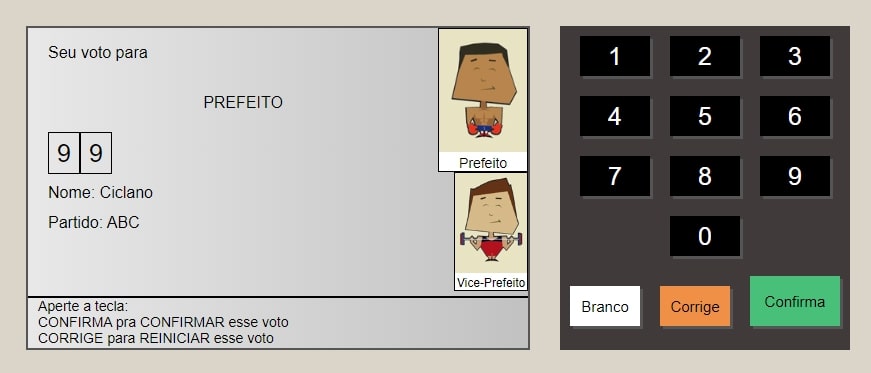 Seu voto para
PREFEITO
9 9
Nome: Ciclano
Partido: ABC
Prefeito
Vice-Prefeito
Aperte a tecla:
CONFIRMA pra CONFIRMAR esse voto
CORRIGE para REINICIAR esse voto
1 2 3
4 5 6
7 8 9
0
Branco Corrige Confirma